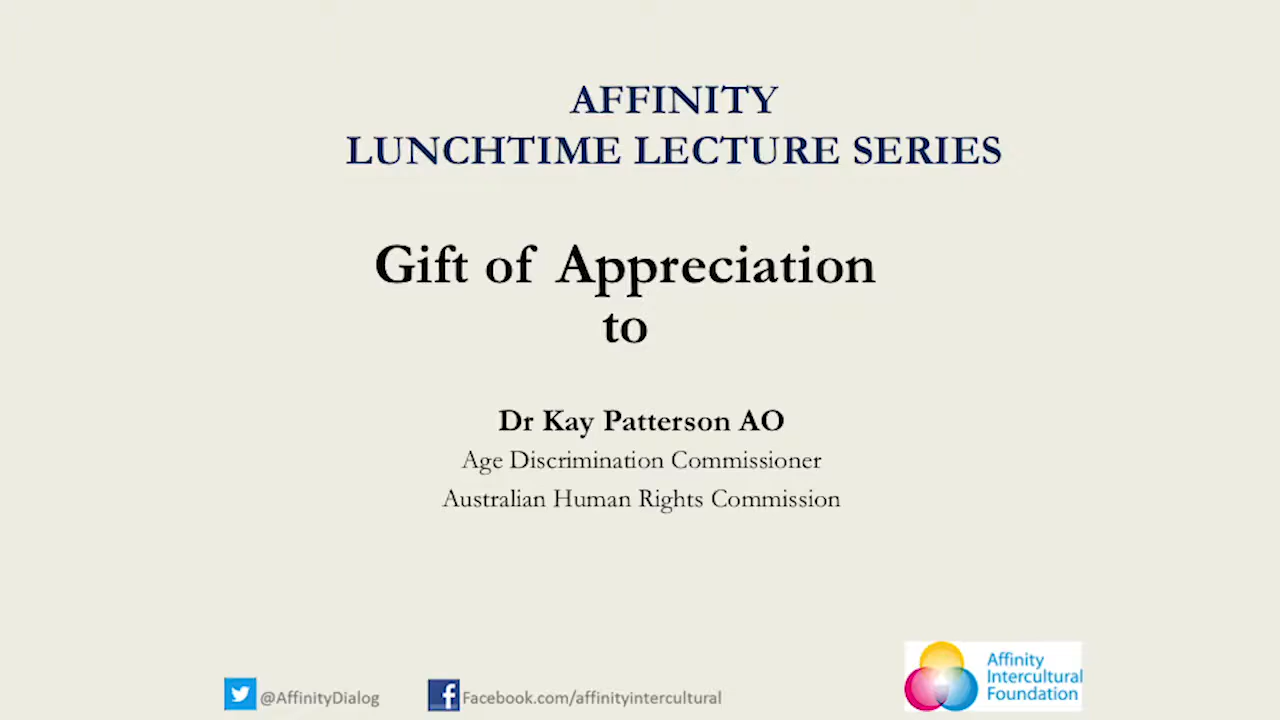 AFFINITY
LUNCHTIME LECTURE SERIES
Gift of Appreciation
to
Dr Kay Patterson AO
Age Discrimination Commissioner
Australian Human Rights Commission
@AffinityDialog
Facebook.com/affinityintercultural
Affinity
Intercultural
Foundation